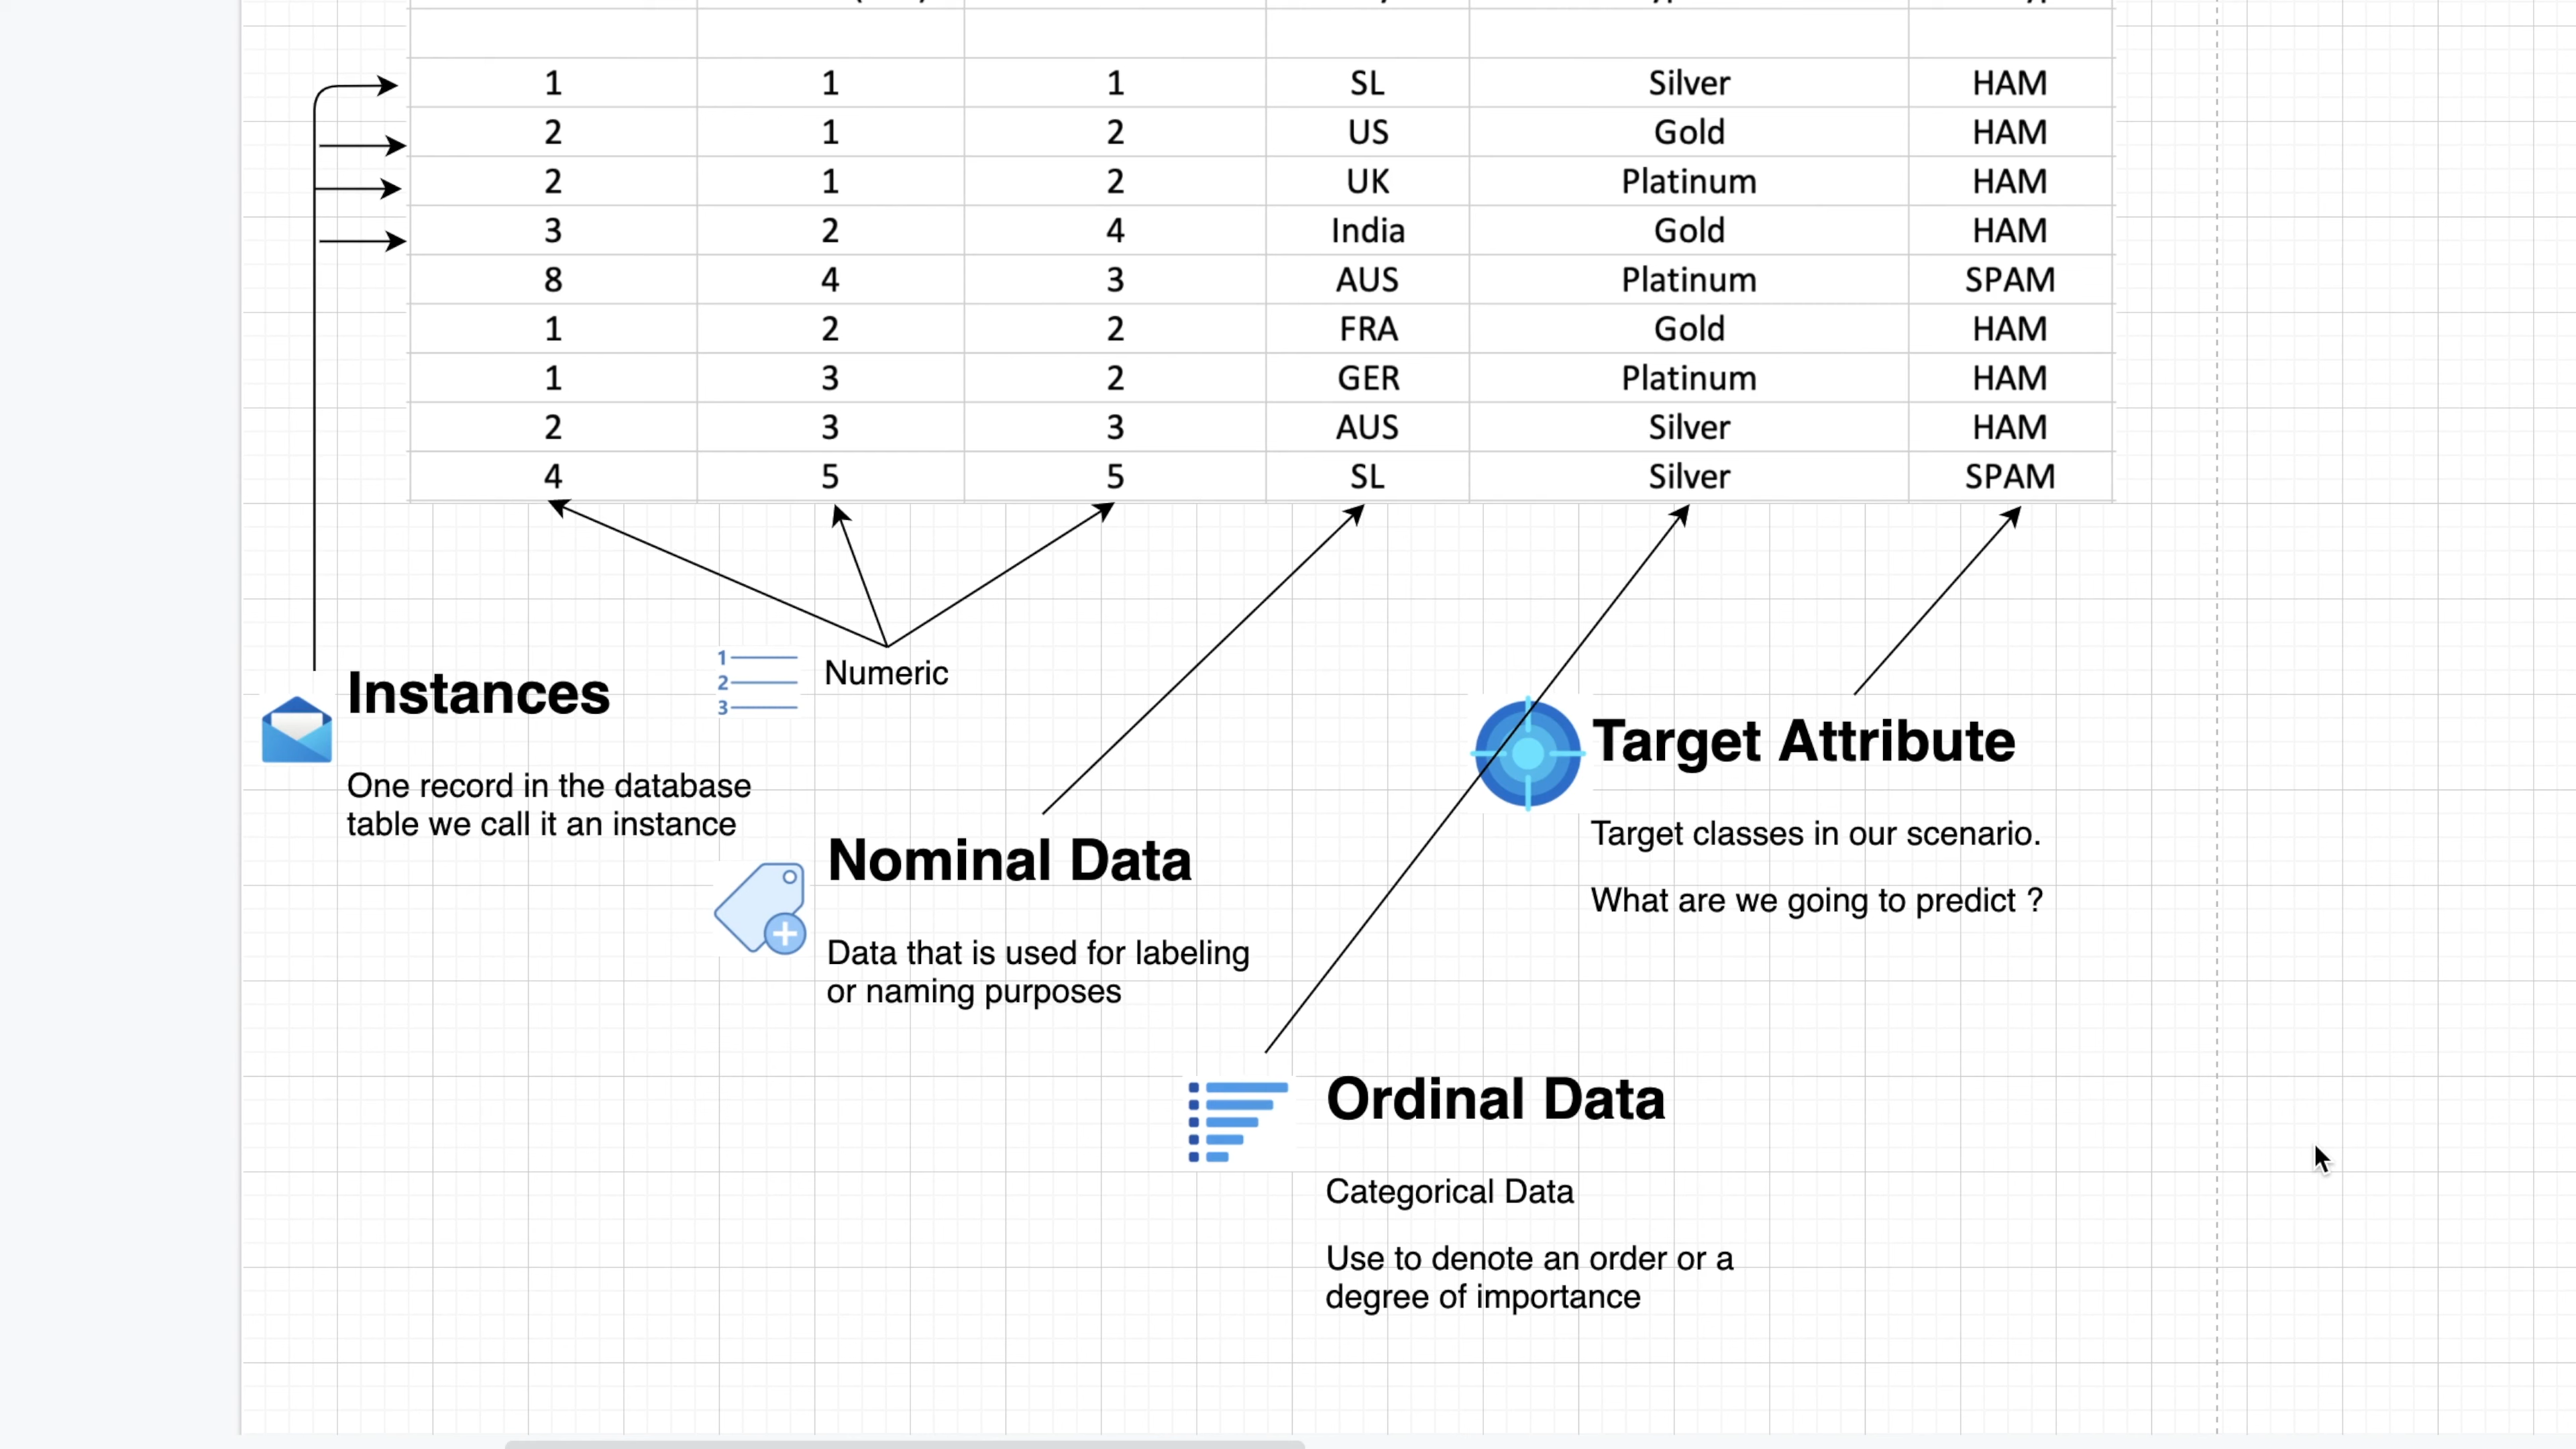 1 1 1 SL Silver HAM
2 1 2 US Gold HAM
2 1 2 UK Platinum HAM
3 2 4 India Gold HAM
8 4 3 AUS Platinum SPAM
1 2 2 FRA Gold HAM
1 3 2 GER Platinum HAM
2 3 3 AUS Silver HAM
4 5 5 SL Silver SPAM
Instances
One record in the database
table we call it an instance
1
2
3
Numeric
Nominal Data
Data that is used for labeling
or naming purposes
Target Attribute
Target classes in our scenario.
What are we going to predict ?
Ordinal Data
Categorical Data
Use to denote an order or a
degree of importance